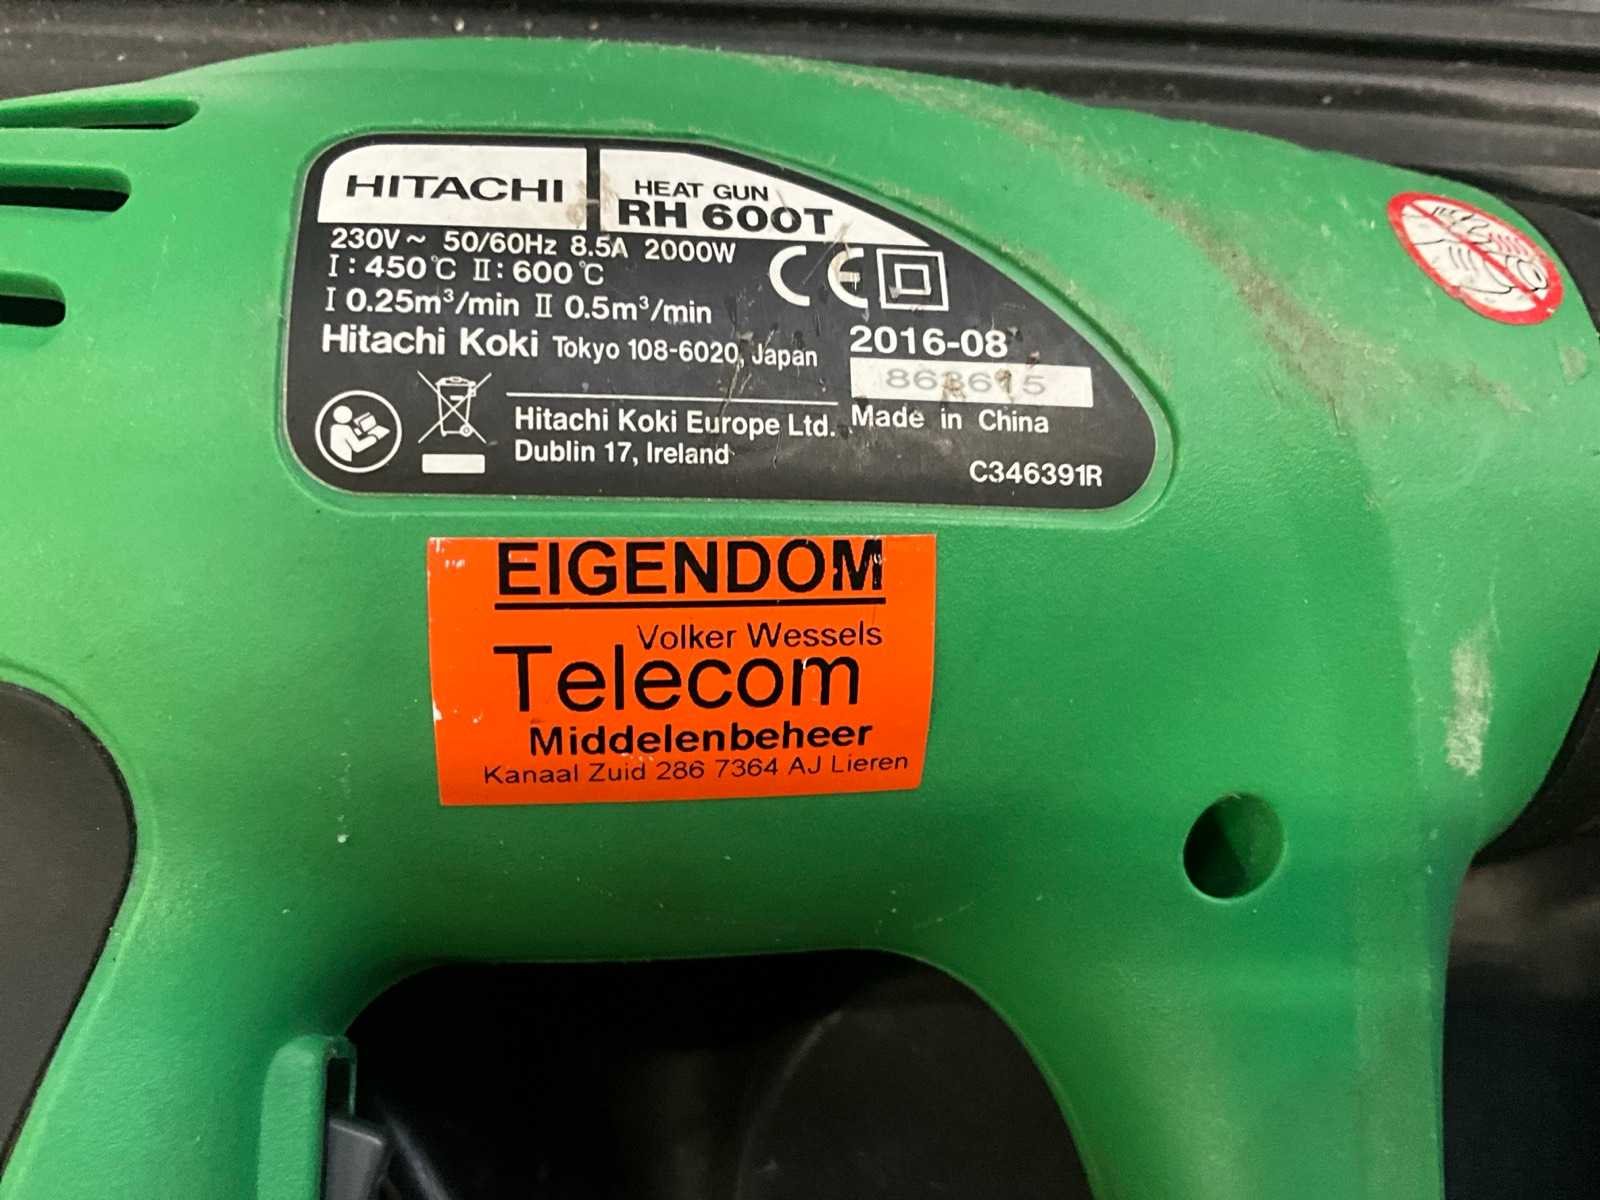 HITACHI
HEAT GUN
RH 600T
230V～ 50/60Hz 8.5A 2000W
Ⅰ: 450℃ Ⅱ: 600℃
Ⅰ 0.25m³/min Ⅱ 0.5m³/min
Hitachi Koki Tokyo 108-6020, Japan
CE
2016-08
863615
Made in China
Hitachi Koki Europe Ltd.
Dublin 17, Ireland
C346391R
EIGENDOM
Volker Wessels
Telecom
Middelenbeheer
Kanaal Zuid 286 7364 AJ Lieren